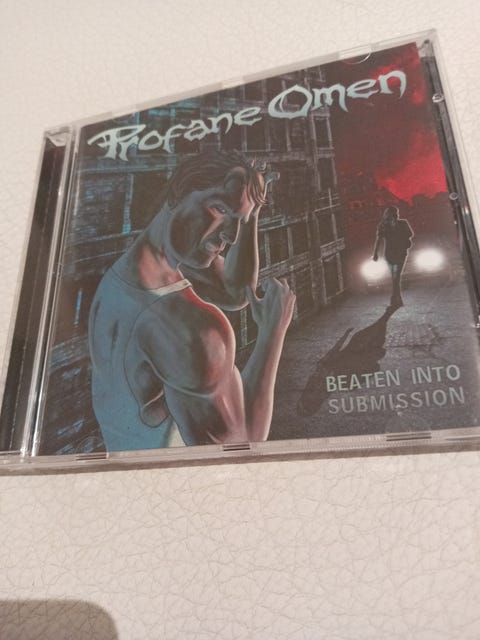 Profane Omen
BEATEN INTO
SUBMISSION